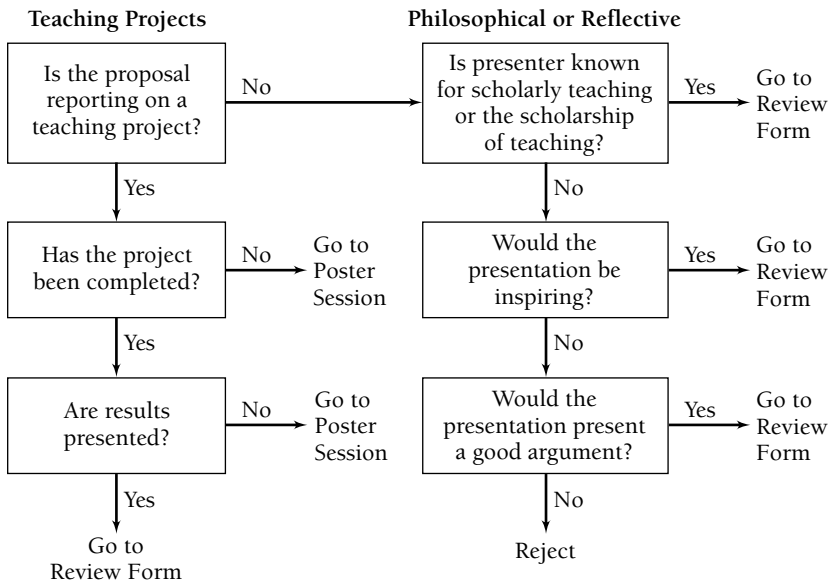 Teaching Projects
Philosophical or Reflective
Is the proposal
reporting on a
teaching project?
No
Is presenter known
for scholarly teaching
or the scholarship
of teaching?
Yes
Go to
Review
Form
Yes
No
Has the project
been completed?
No
Go to
Poster
Session
Would the
presentation be
inspiring?
Yes
Go to
Review
Form
Yes
No
Are results
presented?
No
Go to
Poster
Session
Would the
presentation present
a good argument?
Yes
Go to
Review
Form
Yes
No
Go to
Review Form
Reject